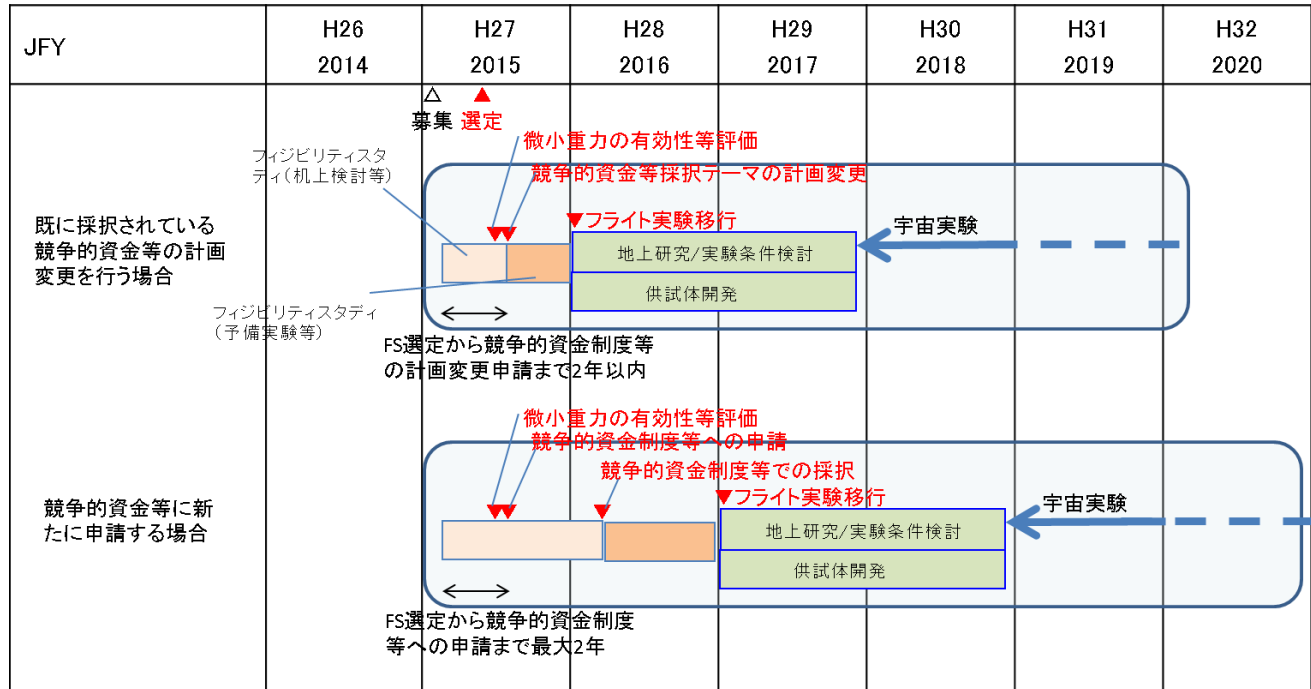 JFY
H26
2014
H27
2015
H28
2016
H29
2017
H30
2018
H31
2019
H32
2020
△
募集
▲
選定
微小重力の有効性等評価
フィジビリティスタ
ディ(机上検討等)
競争的資金等採択テーマの計画変更
▼フライト実験移行
宇宙実験
既に採択されている
競争的資金等の計画
変更を行う場合
地上研究/実験条件検討
供試体開発
フィジビリティスタディ
(予備実験等)
FS選定から競争的資金制度等
の計画変更申請まで2年以内
微小重力の有効性等評価
競争的資金制度等への申請
競争的資金制度等での採択
▼フライト実験移行
宇宙実験
競争的資金等に新
たに申請する場合
地上研究/実験条件検討
供試体開発
FS選定から競争的資金制度
等への申請まで最大2年